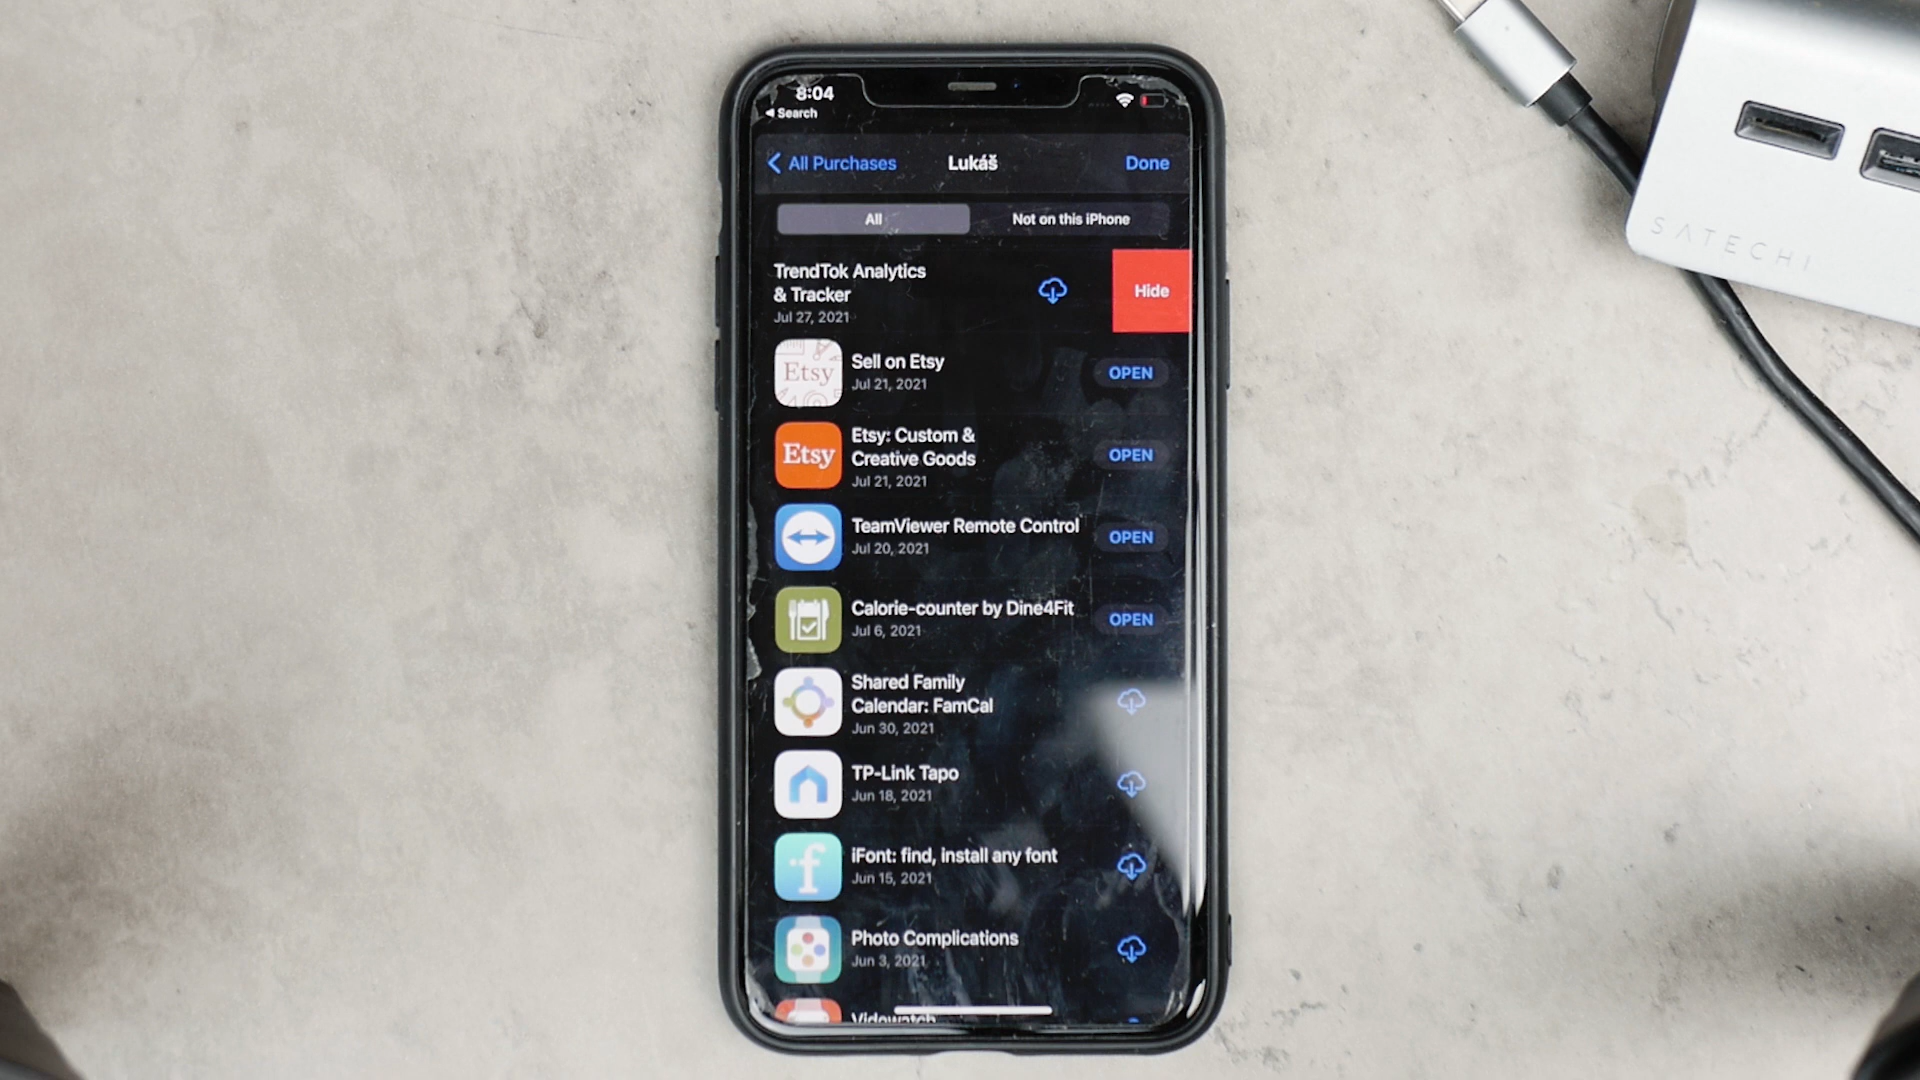 8:04
◀ Search
All Purchases
Lukáš
Done
All
Not on this iPhone
TrendTok Analytics
& Tracker
Jul 27, 2021
Hide
Etsy
Sell on Etsy
Jul 21, 2021
OPEN
Etsy
Etsy: Custom &
Creative Goods
Jul 21, 2021
OPEN
TeamViewer Remote Control
Jul 20, 2021
OPEN
Calorie-counter by Dine4Fit
Jul 6, 2021
OPEN
Shared Family
Calendar: FamCal
Jun 30, 2021
TP-Link Tapo
Jun 18, 2021
f
iFont: find, install any font
Jun 15, 2021
Photo Complications
Jun 3, 2021
Videowatch
SATECHI